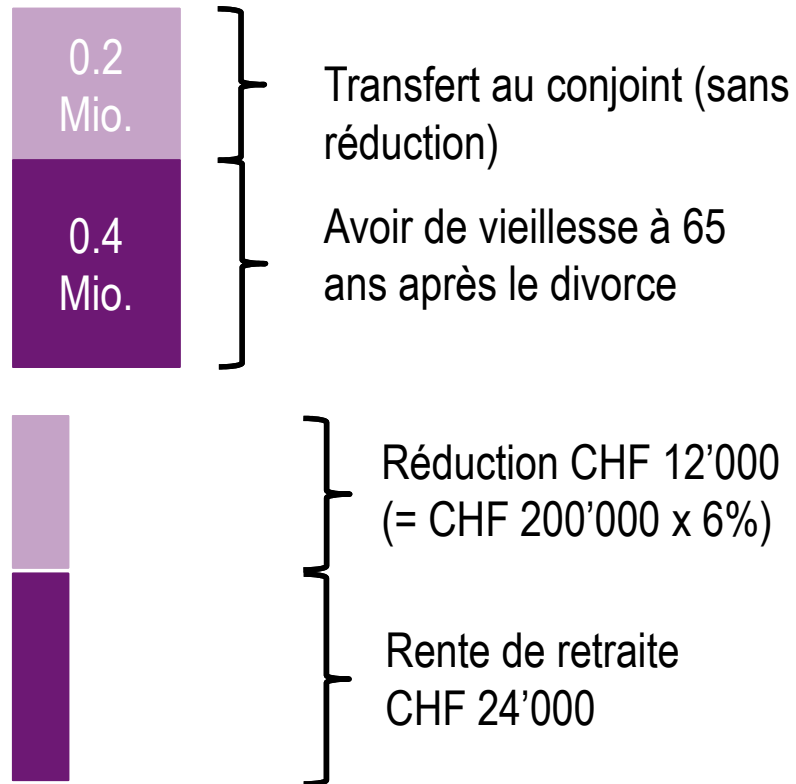 0.2
Mio.
Transfert au conjoint (sans
réduction)
0.4
Mio.
Avoir de vieillesse à 65
ans après le divorce
Réduction CHF 12’000
(= CHF 200’000 x 6%)
Rente de retraite
CHF 24’000